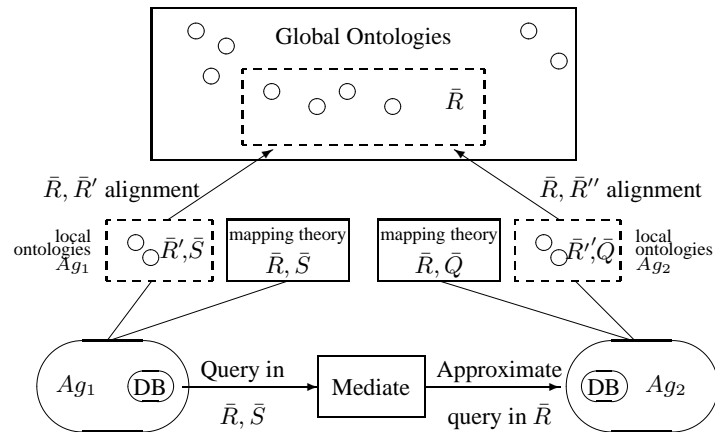 Global Ontologies
R̄
R̄, R̄′ alignment
R̄, R̄′′ alignment
local
ontologies
Ag₁
R̄′,S̄
mapping theory
R̄, S̄
mapping theory
R̄, Q̄
R̄′′,Q̄
local
ontologies
Ag₂
Ag₁
DB
Query in
R̄, S̄
Mediate
Approximate
query in R̄
DB
Ag₂